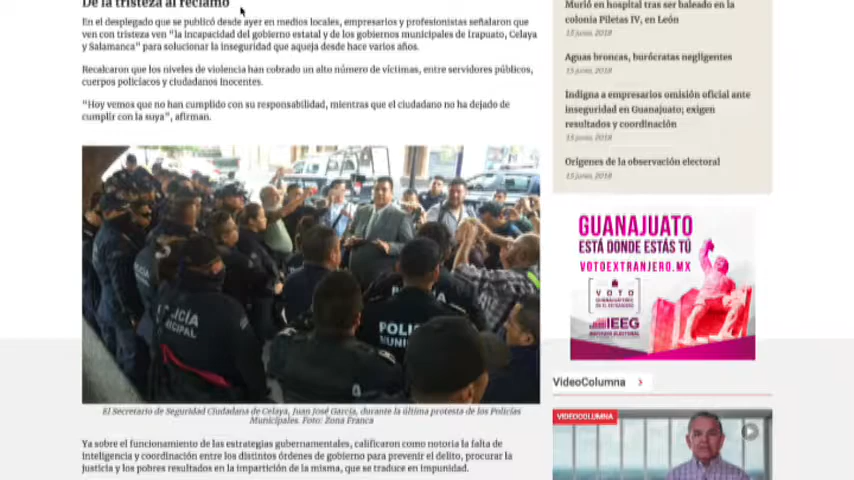 De la tristeza al reclamo
En el desplegado que se publicó desde ayer en medios locales, empresarios y profesionistas señalaron que
ven con tristeza ven "la incapacidad del gobierno estatal y de los gobiernos municipales de Irapuato, Celaya
y Salamanca" para solucionar la inseguridad que aqueja desde hace varios años.
Recalcaron que los niveles de violencia han cobrado un alto número de víctimas, entre servidores públicos,
cuerpos policíacos y ciudadanos inocentes.
"Hoy vemos que no han cumplido con su responsabilidad, mientras que el ciudadano no ha dejado de
cumplir con la suya", afirman.
POLICÍA
POLICIA
El Secretario de Seguridad Ciudadana de Celaya, Juan José García, durante la última protesta de los Policías
Municipales. Foto: Zona Franca
Ya sobre el funcionamiento de las estrategias gubernamentales, calificaron como notoria la falta de
inteligencia y coordinación entre los distintos órdenes de gobierno para prevenir el delito, procurar la
justicia y los pobres resultados en la impartición de la misma, que se traduce en impunidad.
Murió en hospital tras ser baleado en la
colonia Piletas IV, en León
15 junio, 2018
Aguas broncas, burócratas negligentes
15 junio, 2018
Indigna a empresarios omisión oficial ante
inseguridad en Guanajuato; exigen
resultados y coordinación
15 junio, 2018
Orígenes de la observación electoral
15 junio, 2018
GUANAJUATO
ESTÁ DONDE ESTÁS TÚ
VOTOEXTRANJERO.MX
VOTO
IEEG
VideoColumna
VIDEOCOLUMNA